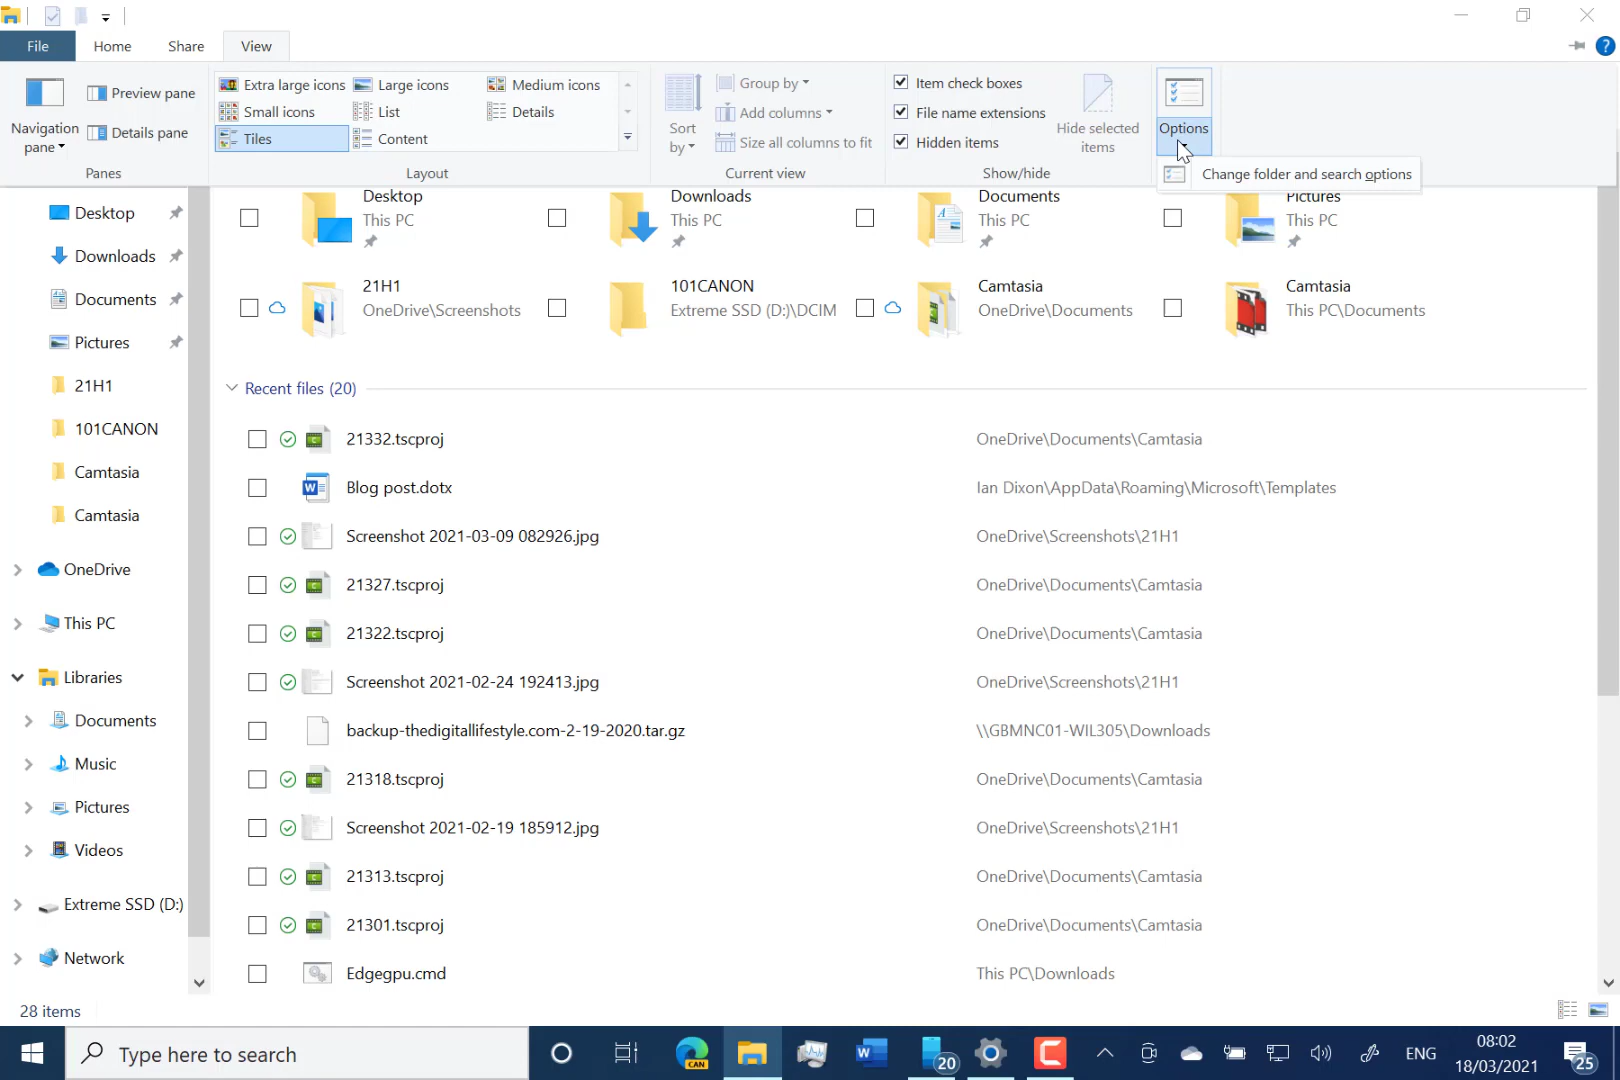 File Home Share View
Navigation pane
Preview pane
Details pane
Panes
Extra large icons Large icons Medium icons
Small icons List Details
Tiles Content
Layout
Sort by
Group by
Add columns
Size all columns to fit
Current view
Item check boxes
File name extensions
Hidden items
Hide selected items
Show/hide
Options
Change folder and search options
Desktop
Downloads
Documents
Pictures
21H1
101CANON
Camtasia
Camtasia
OneDrive
This PC
Libraries
Documents
Music
Pictures
Videos
Extreme SSD (D:)
Network
Desktop
This PC
Downloads
This PC
Documents
This PC
Pictures
This PC
21H1
OneDrive\Screenshots
101CANON
Extreme SSD (D:)\DCIM
Camtasia
OneDrive\Documents
Camtasia
This PC\Documents
Recent files (20)
21332.tscproj OneDrive\Documents\Camtasia
Blog post.dotx Ian Dixon\AppData\Roaming\Microsoft\Templates
Screenshot 2021-03-09 082926.jpg OneDrive\Screenshots\21H1
21327.tscproj OneDrive\Documents\Camtasia
21322.tscproj OneDrive\Documents\Camtasia
Screenshot 2021-02-24 192413.jpg OneDrive\Screenshots\21H1
backup-thedigitallifestyle.com-2-19-2020.tar.gz \\GBMNC01-WIL305\Downloads
21318.tscproj OneDrive\Documents\Camtasia
Screenshot 2021-02-19 185912.jpg OneDrive\Screenshots\21H1
21313.tscproj OneDrive\Documents\Camtasia
21301.tscproj OneDrive\Documents\Camtasia
Edgegpu.cmd This PC\Downloads
28 items
Type here to search
CAN
20
ENG
08:02
18/03/2021
25